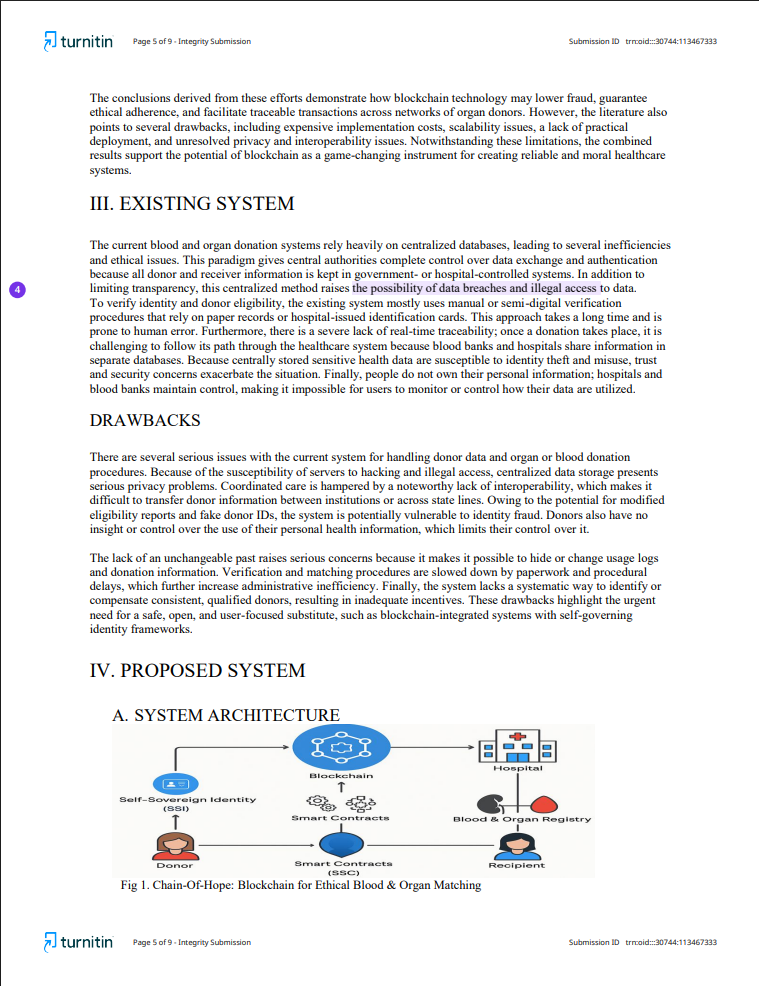 turnitin Page 5 of 9 - Integrity Submission Submission ID trn:oid:::30744:113467333
The conclusions derived from these efforts demonstrate how blockchain technology may lower fraud, guarantee
ethical adherence, and facilitate traceable transactions across networks of organ donors. However, the literature also
points to several drawbacks, including expensive implementation costs, scalability issues, a lack of practical
deployment, and unresolved privacy and interoperability issues. Notwithstanding these limitations, the combined
results support the potential of blockchain as a game-changing instrument for creating reliable and moral healthcare
systems.
III. EXISTING SYSTEM
The current blood and organ donation systems rely heavily on centralized databases, leading to several inefficiencies
and ethical issues. This paradigm gives central authorities complete control over data exchange and authentication
because all donor and receiver information is kept in government- or hospital-controlled systems. In addition to
4 limiting transparency, this centralized method raises the possibility of data breaches and illegal access to data.
To verify identity and donor eligibility, the existing system mostly uses manual or semi-digital verification
procedures that rely on paper records or hospital-issued identification cards. This approach takes a long time and is
prone to human error. Furthermore, there is a severe lack of real-time traceability; once a donation takes place, it is
challenging to follow its path through the healthcare system because blood banks and hospitals share information in
separate databases. Because centrally stored sensitive health data are susceptible to identity theft and misuse, trust
and security concerns exacerbate the situation. Finally, people do not own their personal information; hospitals and
blood banks maintain control, making it impossible for users to monitor or control how their data are utilized.
DRAWBACKS
There are several serious issues with the current system for handling donor data and organ or blood donation
procedures. Because of the susceptibility of servers to hacking and illegal access, centralized data storage presents
serious privacy problems. Coordinated care is hampered by a noteworthy lack of interoperability, which makes it
difficult to transfer donor information between institutions or across state lines. Owing to the potential for modified
eligibility reports and fake donor IDs, the system is potentially vulnerable to identity fraud. Donors also have no
insight or control over the use of their personal health information, which limits their control over it.
The lack of an unchangeable past raises serious concerns because it makes it possible to hide or change usage logs
and donation information. Verification and matching procedures are slowed down by paperwork and procedural
delays, which further increase administrative inefficiency. Finally, the system lacks a systematic way to identify or
compensate consistent, qualified donors, resulting in inadequate incentives. These drawbacks highlight the urgent
need for a safe, open, and user-focused substitute, such as blockchain-integrated systems with self-governing
identity frameworks.
IV. PROPOSED SYSTEM
A. SYSTEM ARCHITECTURE
Blockchain
Hospital
Self-Sovereign Identity
(SSI)
Smart Contracts
Blood & Organ Registry
Donor
Smart Contracts
(SSC)
Recipient
Fig 1. Chain-Of-Hope: Blockchain for Ethical Blood & Organ Matching
turnitin Page 5 of 9 - Integrity Submission Submission ID trn:oid:::30744:113467333